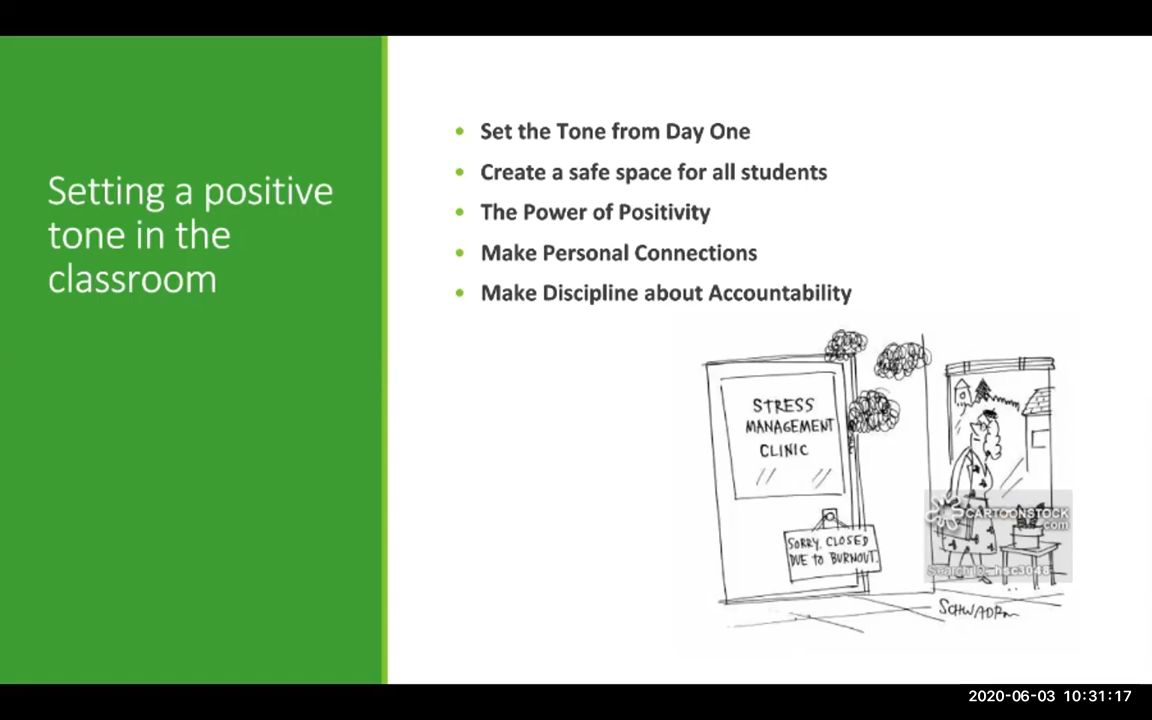 Setting a positive
tone in the
classroom
Set the Tone from Day One
Create a safe space for all students
The Power of Positivity
Make Personal Connections
Make Discipline about Accountability
STRESS
MANAGEMENT
CLINIC
SORRY, CLOSED
DUE TO BURNOUT.
CARTOONSTOCK
.com
Search ID:
2020-06-03 10:31:17